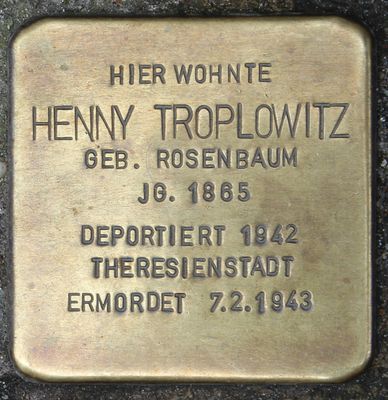 HIER WOHNTE
HENNY TROPLOWITZ
GEB. ROSENBAUM
JG. 1865
DEPORTIERT 1942
THERESIENSTADT
ERMORDET 7.2.1943